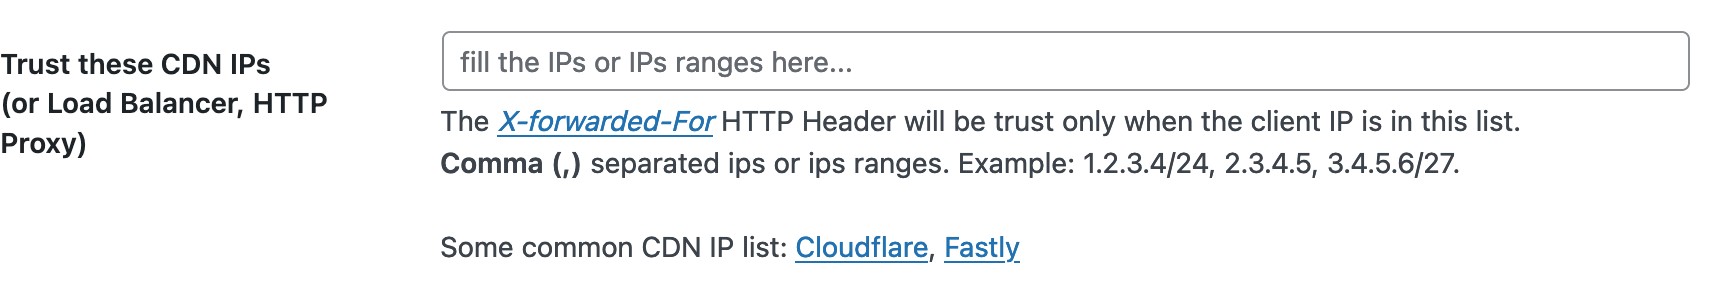 Trust these CDN IPs
(or Load Balancer, HTTP
Proxy)
fill the IPs or IPs ranges here...
The X-forwarded-For HTTP Header will be trust only when the client IP is in this list.
Comma (,) separated ips or ips ranges. Example: 1.2.3.4/24, 2.3.4.5, 3.4.5.6/27.
Some common CDN IP list: Cloudflare, Fastly